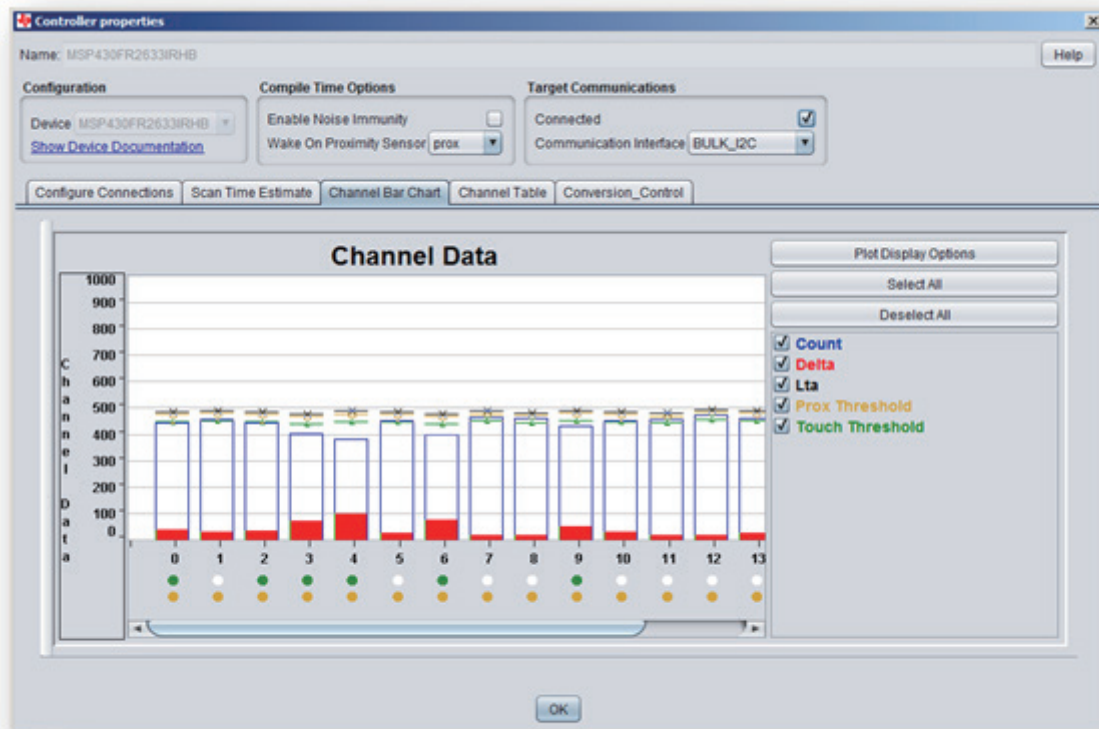 Controller properties
Name: MSP430FR2633IRHB
Help
Configuration
Device MSP430FR2633IRHB
Show Device Documentation
Compile Time Options
Enable Noise Immunity
Wake On Proximity Sensor prox
Target Communications
Connected
Communication Interface BULK_I2C
Configure Connections Scan Time Estimate Channel Bar Chart Channel Table Conversion_Control
Channel Data
Channel Data
1000
900
800
700
600
500
400
300
200
100
0
0 1 2 3 4 5 6 7 8 9 10 11 12 13
Plot Display Options
Select All
Deselect All
Count
Delta
Lta
Prox Threshold
Touch Threshold
OK